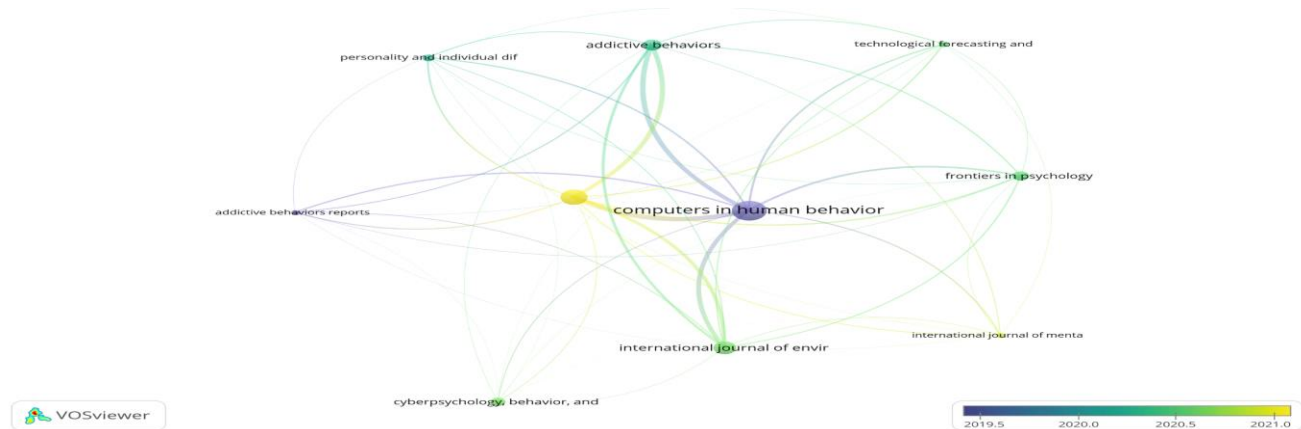 addictive behaviors
technological forecasting and
personality and individual dif
frontiers in psychology
computers in human behavior
addictive behaviors reports
international journal of menta
international journal of envir
cyberpsychology, behavior, and
VOSviewer
2019.5 2020.0 2020.5 2021.0